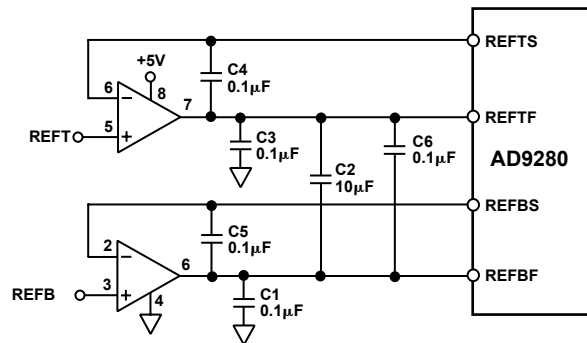 REFTS
+5V
C4
0.1µF
6
8
7
REFTF
REFT
5
C3
0.1µF
C6
0.1µF
AD9280
C2
10µF
REFBS
2
C5
0.1µF
6
REFBF
REFB
3
4
C1
0.1µF